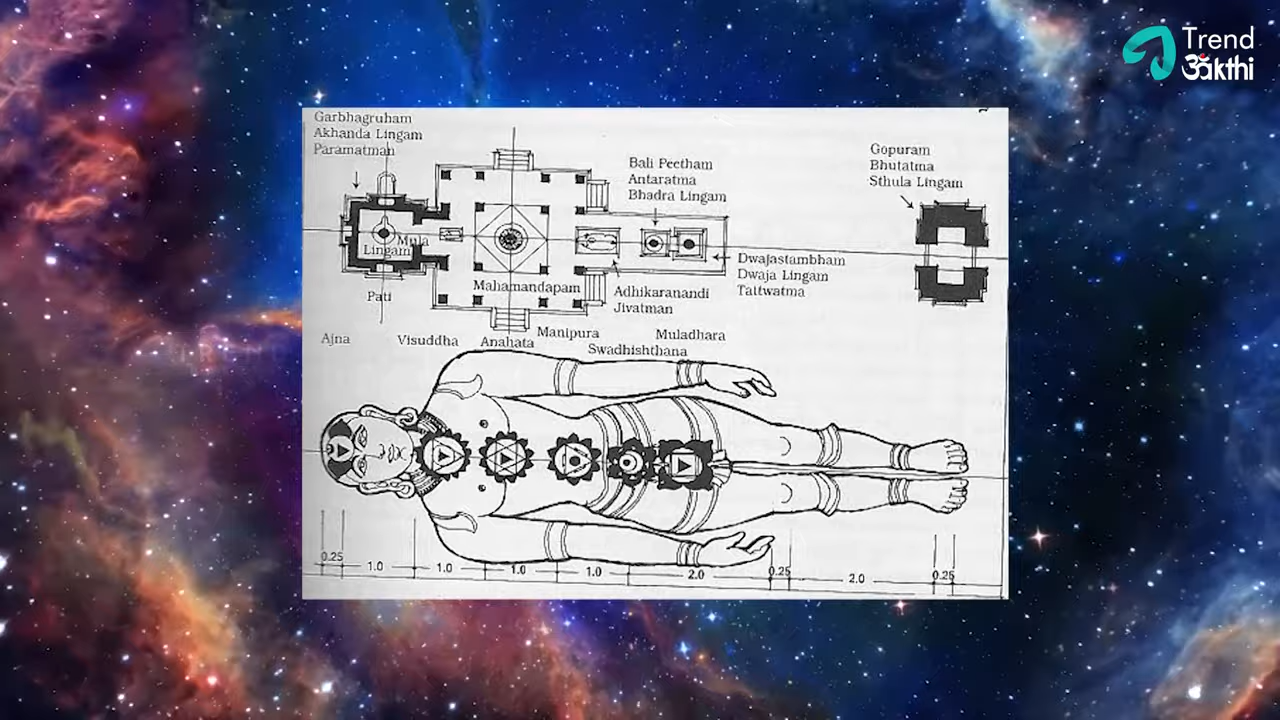 Trend
ॐakthi
Garbhagruham
Akhanda Lingam
Paramatman
Bali Peetham
Antaratma
Bhadra Lingam
Gopuram
Bhutatma
Sthula Lingam
Mula
Lingam
Dwajastambham
Dwaja Lingam
Tattwatma
Mahamandapam
Adhikaranandi
Jivatman
Pati
Ajna
Visuddha
Anahata
Manipura
Swadhishthana
Muladhara
0.25
1.0
1.0
1.0
1.0
2.0
0.25
2.0
0.25